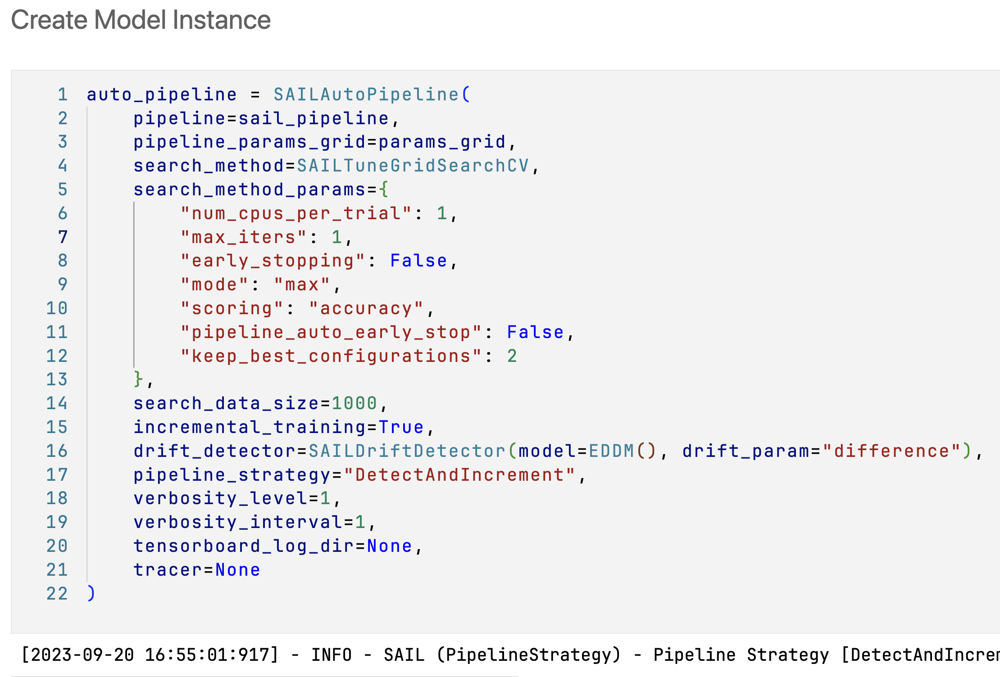 Create Model Instance
1 auto_pipeline = SAILAutoPipeline(
2     pipeline=sail_pipeline,
3     pipeline_params_grid=params_grid,
4     search_method=SAILTuneGridSearchCV,
5     search_method_params={
6         "num_cpus_per_trial": 1,
7         "max_iters": 1,
8         "early_stopping": False,
9         "mode": "max",
10         "scoring": "accuracy",
11         "pipeline_auto_early_stop": False,
12         "keep_best_configurations": 2
13     },
14     search_data_size=1000,
15     incremental_training=True,
16     drift_detector=SAILDriftDetector(model=EDDM(), drift_param="difference"),
17     pipeline_strategy="DetectAndIncrement",
18     verbosity_level=1,
19     verbosity_interval=1,
20     tensorboard_log_dir=None,
21     tracer=None
22 )
[2023-09-20 16:55:01:917] - INFO - SAIL (PipelineStrategy) - Pipeline Strategy [DetectAndIncrem